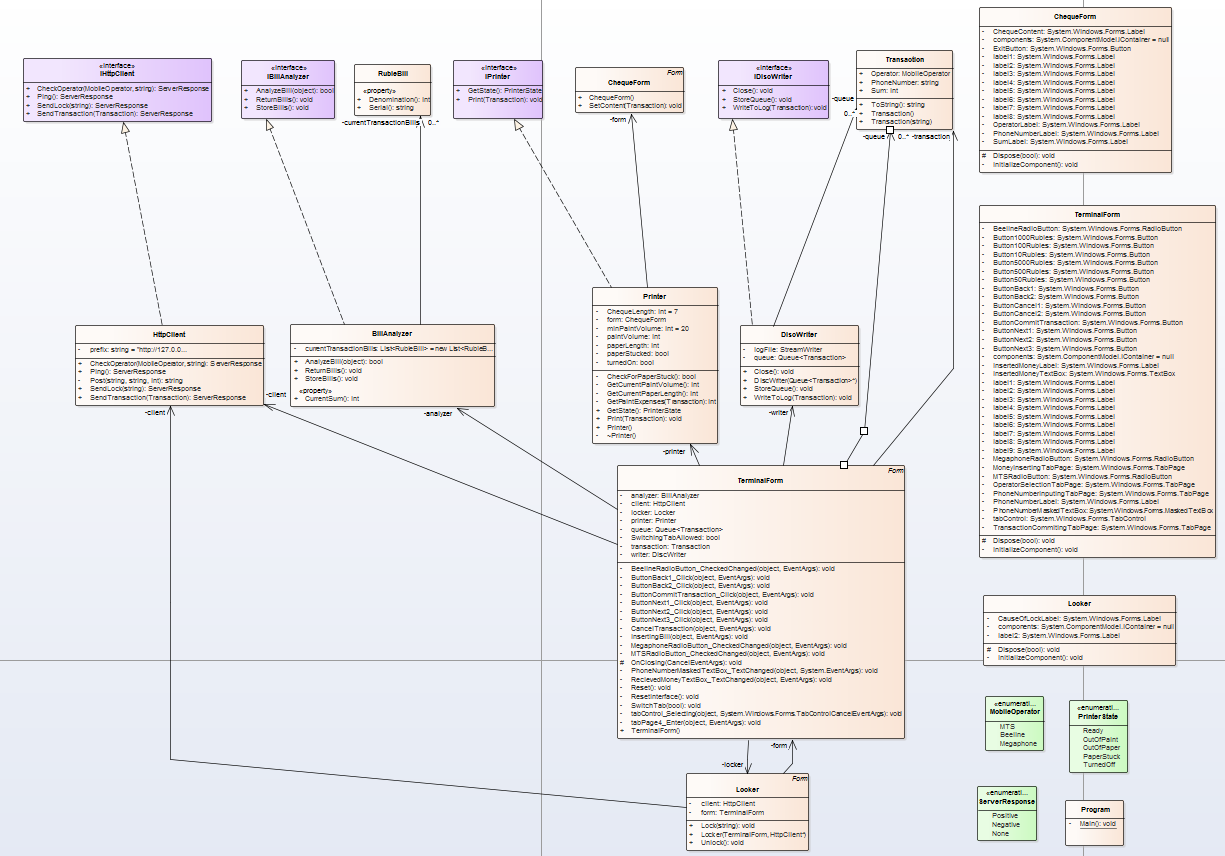 «interface»
IHttpClient
+ CheckOperator(MobileOperator, string): ServerResponse
+ Ping(): ServerResponse
+ SendLock(string): ServerResponse
+ SendTransaction(Transaction): ServerResponse
«interface»
IBillAnalyzer
+ AnalyzeBill(object): bool
+ ReturnBills(): void
+ StoreBills(): void
RubleBill
«property»
+ Denomination(): int
+ Serial(): string
-currentTransactionBills 0..*
«interface»
IPrinter
+ GetState(): PrinterState
+ Print(Transaction): void
Form
ChequeForm
+ ChequeForm()
+ SetContent(Transaction): void
-form
«interface»
IDiscWriter
+ Close(): void
+ StoreQueue(): void
+ WriteToLog(Transaction): void
Transaction
+ Operator: MobileOperator
+ PhoneNumber: string
+ Sum: int
+ ToString(): string
+ Transaction()
+ Transaction(string)
-queue
0..*
-queue 0..* -transaction
ChequeForm
- ChequeContent: System.Windows.Forms.Label
- components: System.ComponentModel.IContainer = null
- ExitButton: System.Windows.Forms.Button
- label1: System.Windows.Forms.Label
- label2: System.Windows.Forms.Label
- label3: System.Windows.Forms.Label
- label4: System.Windows.Forms.Label
- label5: System.Windows.Forms.Label
- label6: System.Windows.Forms.Label
- label7: System.Windows.Forms.Label
- label8: System.Windows.Forms.Label
- OperatorLabel: System.Windows.Forms.Label
- PhoneNumberLabel: System.Windows.Forms.Label
- SumLabel: System.Windows.Forms.Label
# Dispose(bool): void
- InitializeComponent(): void
TerminalForm
- BeelineRadioButton: System.Windows.Forms.RadioButton
- Button1000Rubles: System.Windows.Forms.Button
- Button100Rubles: System.Windows.Forms.Button
- Button10Rubles: System.Windows.Forms.Button
- Button5000Rubles: System.Windows.Forms.Button
- Button500Rubles: System.Windows.Forms.Button
- Button50Rubles: System.Windows.Forms.Button
- ButtonBack1: System.Windows.Forms.Button
- ButtonBack2: System.Windows.Forms.Button
- ButtonCancel1: System.Windows.Forms.Button
- ButtonCancel2: System.Windows.Forms.Button
- ButtonCommitTransaction: System.Windows.Forms.Button
- ButtonNext1: System.Windows.Forms.Button
- ButtonNext2: System.Windows.Forms.Button
- ButtonNext3: System.Windows.Forms.Button
- components: System.ComponentModel.IContainer = null
- InsertedMoneyLabel: System.Windows.Forms.Label
- InsertedMoneyTextBox: System.Windows.Forms.TextBox
- label1: System.Windows.Forms.Label
- label2: System.Windows.Forms.Label
- label3: System.Windows.Forms.Label
- label4: System.Windows.Forms.Label
- label5: System.Windows.Forms.Label
- label6: System.Windows.Forms.Label
- label7: System.Windows.Forms.Label
- label8: System.Windows.Forms.Label
- label9: System.Windows.Forms.Label
- MegaphoneRadioButton: System.Windows.Forms.RadioButton
- MoneyInsertingTabPage: System.Windows.Forms.TabPage
- MTSRadioButton: System.Windows.Forms.RadioButton
- OperatorSelectionTabPage: System.Windows.Forms.TabPage
- PhoneNumberInputingTabPage: System.Windows.Forms.TabPage
- PhoneNumberLabel: System.Windows.Forms.Label
- PhoneNumberMaskedTextBox: System.Windows.Forms.MaskedTextBox
- tabControl: System.Windows.Forms.TabControl
- TransactionCommitingTabPage: System.Windows.Forms.TabPage
# Dispose(bool): void
- InitializeComponent(): void
HttpClient
- prefix: string = "http://127.0.0...
+ CheckOperator(MobileOperator, string): ServerResponse
+ Ping(): ServerResponse
- Post(string, string, int): string
+ SendLock(string): ServerResponse
+ SendTransaction(Transaction): ServerResponse
-client
-client
BillAnalyzer
- currentTransactionBills: List<RubleBill> = new List<RubleB...
+ AnalyzeBill(object): bool
+ ReturnBills(): void
+ StoreBills(): void
«property»
+ CurrentSum(): int
-analyzer
Printer
- ChequeLength: int = 7
- form: ChequeForm
- minPaintVolume: int = 20
- paintVolume: int
- paperLength: int
- paperStucked: bool
- turnedOn: bool
- CheckForPaperStuck(): bool
- GetCurrentPaintVolume(): int
- GetCurrentPaperLength(): int
- GetPaintExpenses(Transaction): int
+ GetState(): PrinterState
+ Print(Transaction): void
+ Printer()
- ~Printer()
-printer
DiscWriter
- logFile: StreamWriter
- queue: Queue<Transaction>
+ Close(): void
+ DiscWriter(Queue<Transaction>*)
+ StoreQueue(): void
+ WriteToLog(Transaction): void
-writer
Form
TerminalForm
- analyzer: BillAnalyzer
- client: HttpClient
- locker: Locker
- printer: Printer
- queue: Queue<Transaction>
- SwitchingTabAllowed: bool
- transaction: Transaction
- writer: DiscWriter
- BeelineRadioButton_CheckedChanged(object, EventArgs): void
- ButtonBack1_Click(object, EventArgs): void
- ButtonBack2_Click(object, EventArgs): void
- ButtonCommitTransaction_Click(object, EventArgs): void
- ButtonNext1_Click(object, EventArgs): void
- ButtonNext2_Click(object, EventArgs): void
- ButtonNext3_Click(object, EventArgs): void
- CancelTransaction(object, EventArgs): void
- InsertingBill(object, EventArgs): void
- MegaphoneRadioButton_CheckedChanged(object, EventArgs): void
- MTSRadioButton_CheckedChanged(object, EventArgs): void
# OnClosing(CancelEventArgs): void
- PhoneNumberMaskedTextBox_TextChanged(object, System.EventArgs): void
- RecievedMoneyTextBox_TextChanged(object, EventArgs): void
- Reset(): void
- ResetInterface(): void
- SwitchTab(bool): void
- tabControl_Selecting(object, System.Windows.Forms.TabControlCancelEventArgs): void
- tabPage4_Enter(object, EventArgs): void
+ TerminalForm()
-locker
-form
Form
Locker
- client: HttpClient
- form: TerminalForm
+ Lock(string): void
+ Locker(TerminalForm, HttpClient*)
+ Unlock(): void
Locker
- CauseOfLockLabel: System.Windows.Forms.Label
- components: System.ComponentModel.IContainer = null
- label2: System.Windows.Forms.Label
# Dispose(bool): void
- InitializeComponent(): void
«enumerati...
MobileOperator
MTS
Beeline
Megaphone
«enumerati...
PrinterState
Ready
OutOfPaint
OutOfPaper
PaperStuck
TurnedOff
«enumerati...
ServerResponse
Positive
Negative
None
Program
- Main(): void